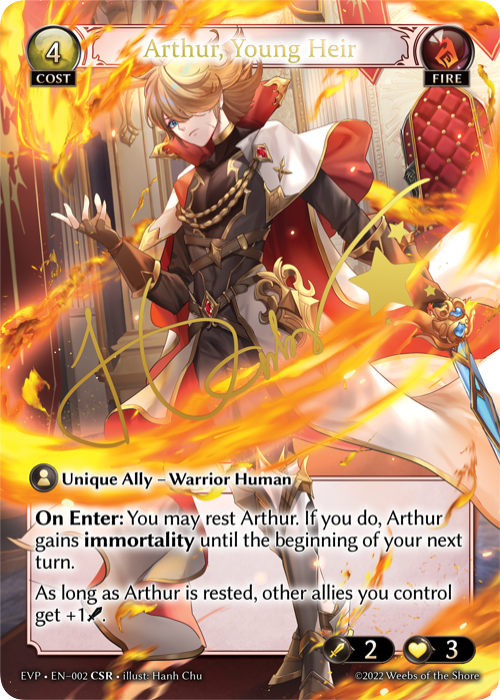 4
COST
Arthur, Young Heir
FIRE
Unique Ally – Warrior Human
On Enter: You may rest Arthur. If you do, Arthur
gains immortality until the beginning of your next
turn.
As long as Arthur is rested, other allies you control
get +1.
2
3
EVP • EN-002 CSR • illust: Hanh Chu
©2022 Weebs of the Shore